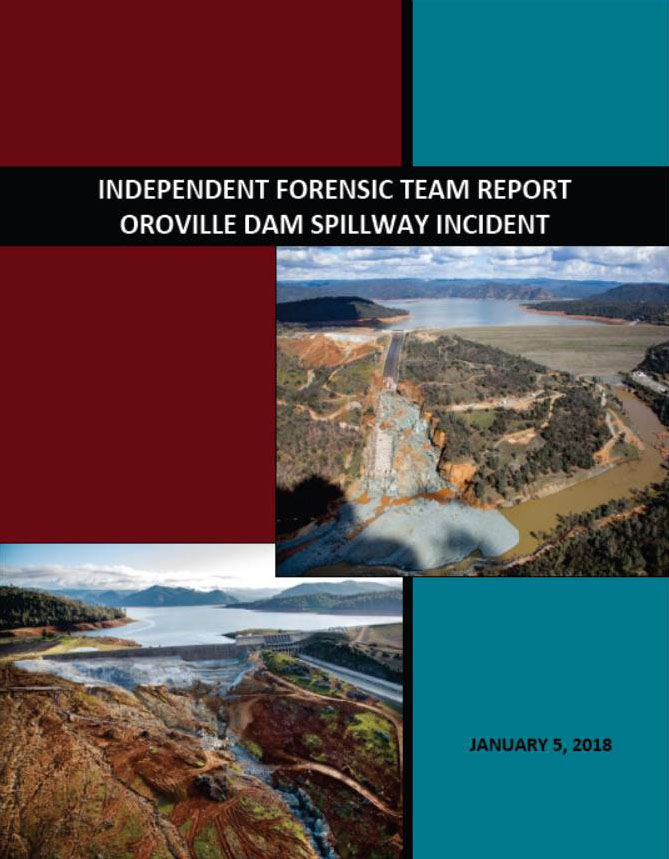 INDEPENDENT FORENSIC TEAM REPORT
OROVILLE DAM SPILLWAY INCIDENT
JANUARY 5, 2018